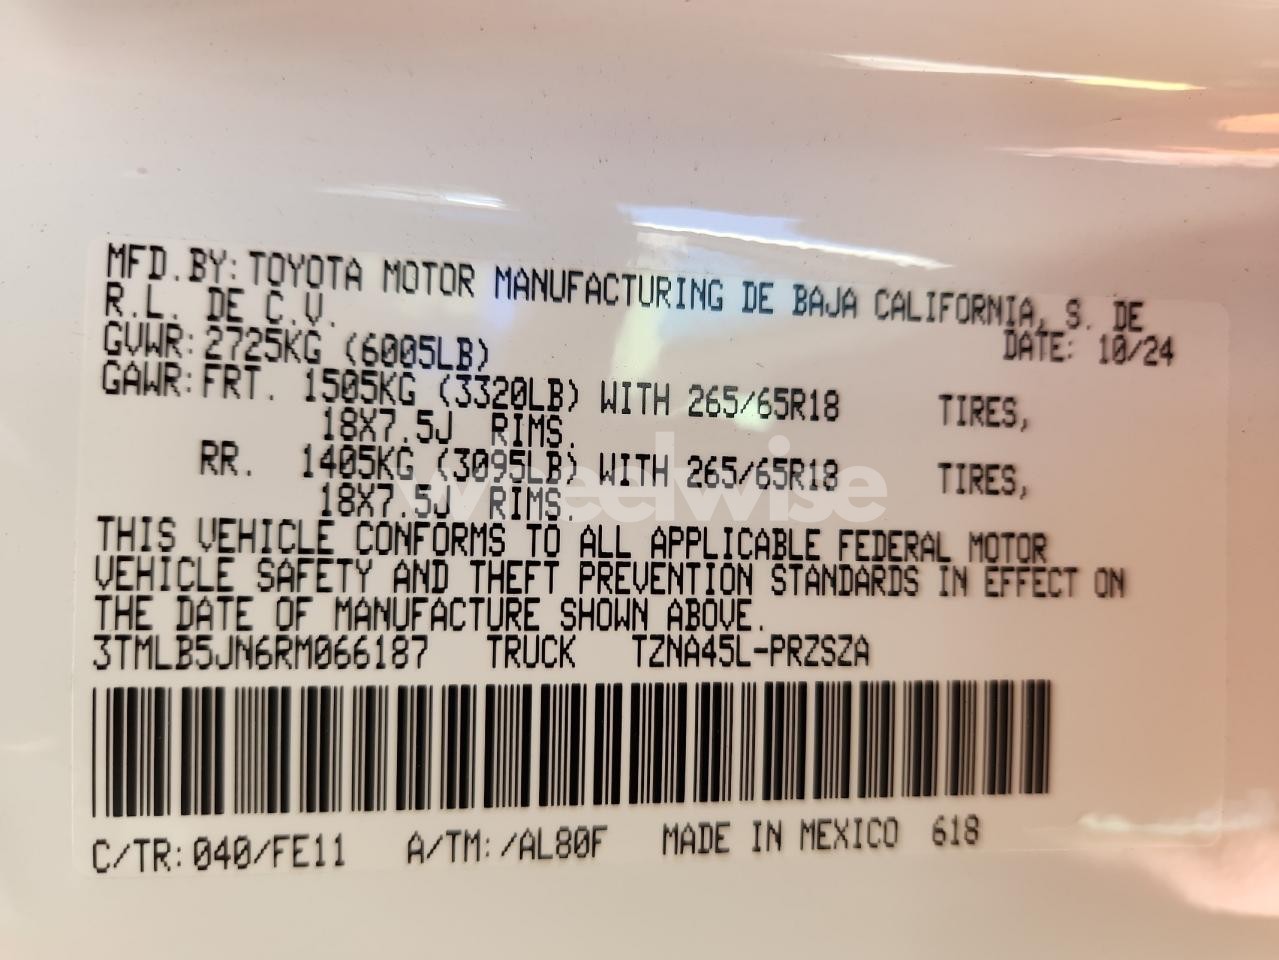 MFD.BY:TOYOTA MOTOR MANUFACTURING DE BAJA CALIFORNIA, S. DE
R.L. DE C.V.
DATE: 10/24
GVWR:2725KG (6005LB)
GAWR:FRT. 1505KG (3320LB) WITH 265/65R18 TIRES,
18X7.5J RIMS.
RR. 1405KG (3095LB) WITH 265/65R18 TIRES,
18X7.5J RIMS.
wheelwise
THIS VEHICLE CONFORMS TO ALL APPLICABLE FEDERAL MOTOR
VEHICLE SAFETY AND THEFT PREVENTION STANDARDS IN EFFECT ON
THE DATE OF MANUFACTURE SHOWN ABOVE.
3TMLB5JN6RM066187 TRUCK TZNA45L-PRZSZA
C/TR:040/FE11 A/TM:/AL80F MADE IN MEXICO 618